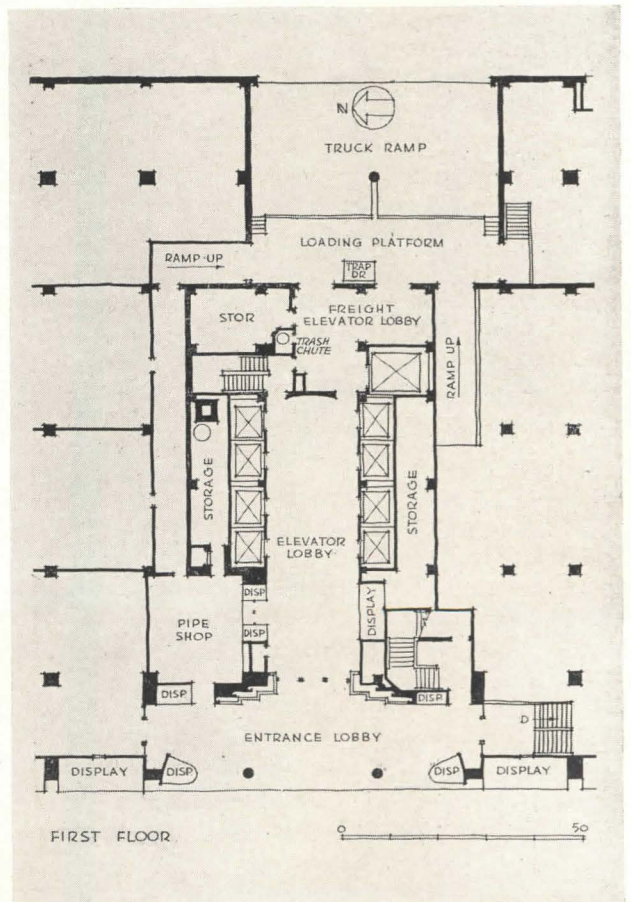 N
TRUCK RAMP
LOADING PLATFORM
RAMP UP
TRAP
DR
STOR
FREIGHT
ELEVATOR LOBBY
TRASH
CHUTE
RAMP UP
STORAGE
STORAGE
ELEVATOR
LOBBY
DISP
DISP
DISPLAY
PIPE
SHOP
DISP.
DISP
D
ENTRANCE LOBBY
DISPLAY
DISP.
DISP
DISPLAY
FIRST FLOOR
0
50